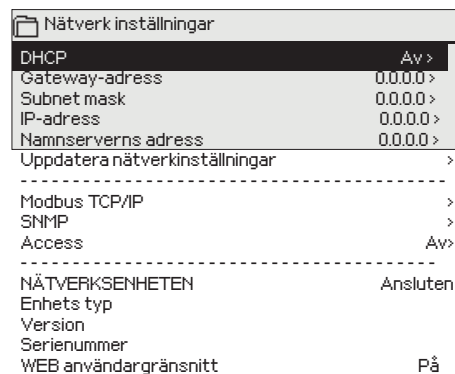 Nätverk inställningar
DHCP Av >
Gateway-adress 0.0.0.0 >
Subnet mask 0.0.0.0 >
IP-adress 0.0.0.0 >
Namnserverns adress 0.0.0.0 >
Uppdatera nätverkinställningar >
Modbus TCP/IP >
SNMP >
Access Av>
NÄTVERKSENHETEN Ansluten
Enhets typ
Version
Serienummer
WEB användargränsnitt På